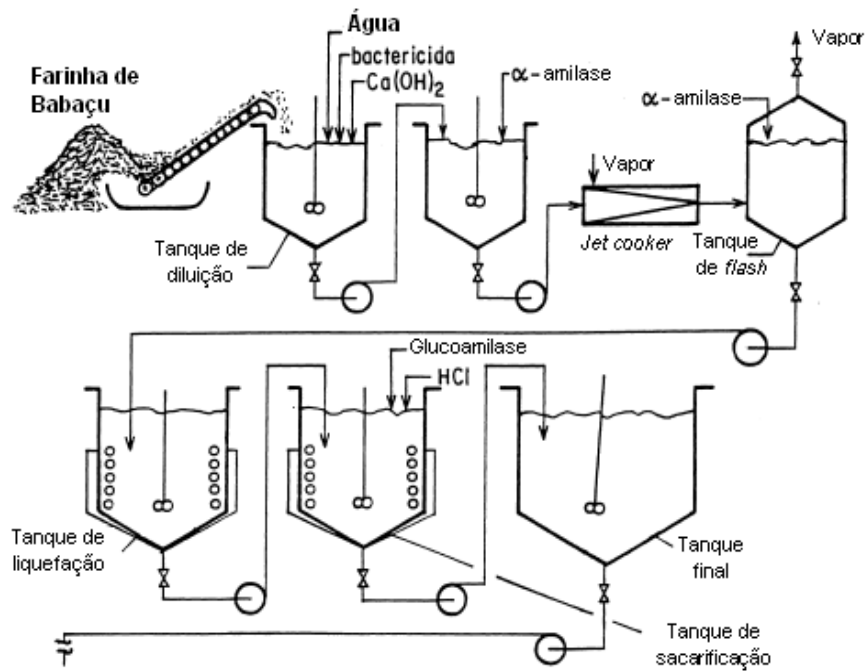 Água
bactericida
Ca(OH)₂
Farinha de
Babaçu
α-amilase
Vapor
α-amilase
Vapor
Jet cooker
Tanque de
diluição
Tanque
de flash
Glucoamilase
HCl
Tanque de
liquefação
Tanque
final
Tanque de
sacarificação